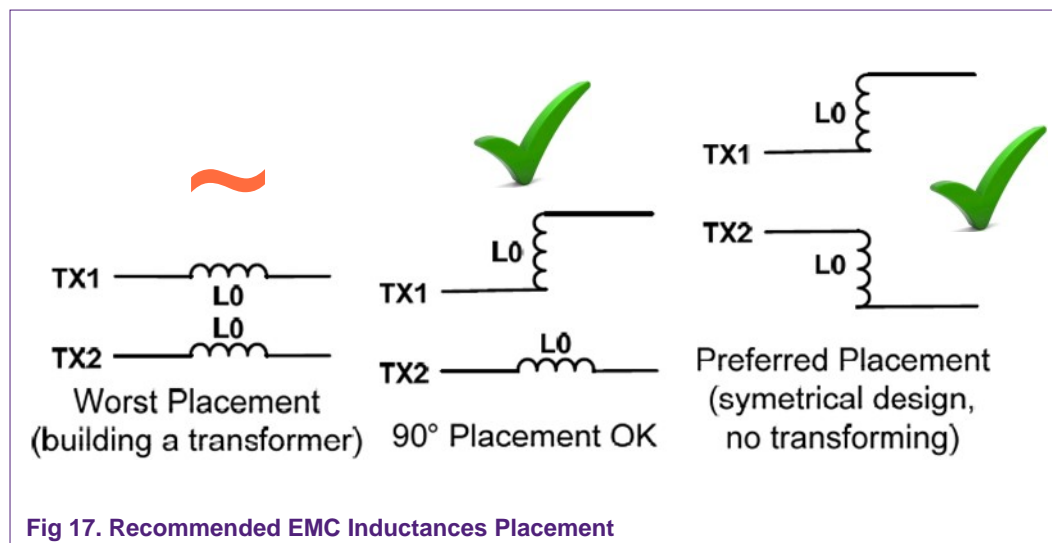 TX1
L0
L0
TX2
Worst Placement
(building a transformer)
L0
TX1
L0
TX2
90° Placement OK
L0
TX1
TX2
L0
Preferred Placement
(symetrical design,
no transforming)
Fig 17. Recommended EMC Inductances Placement